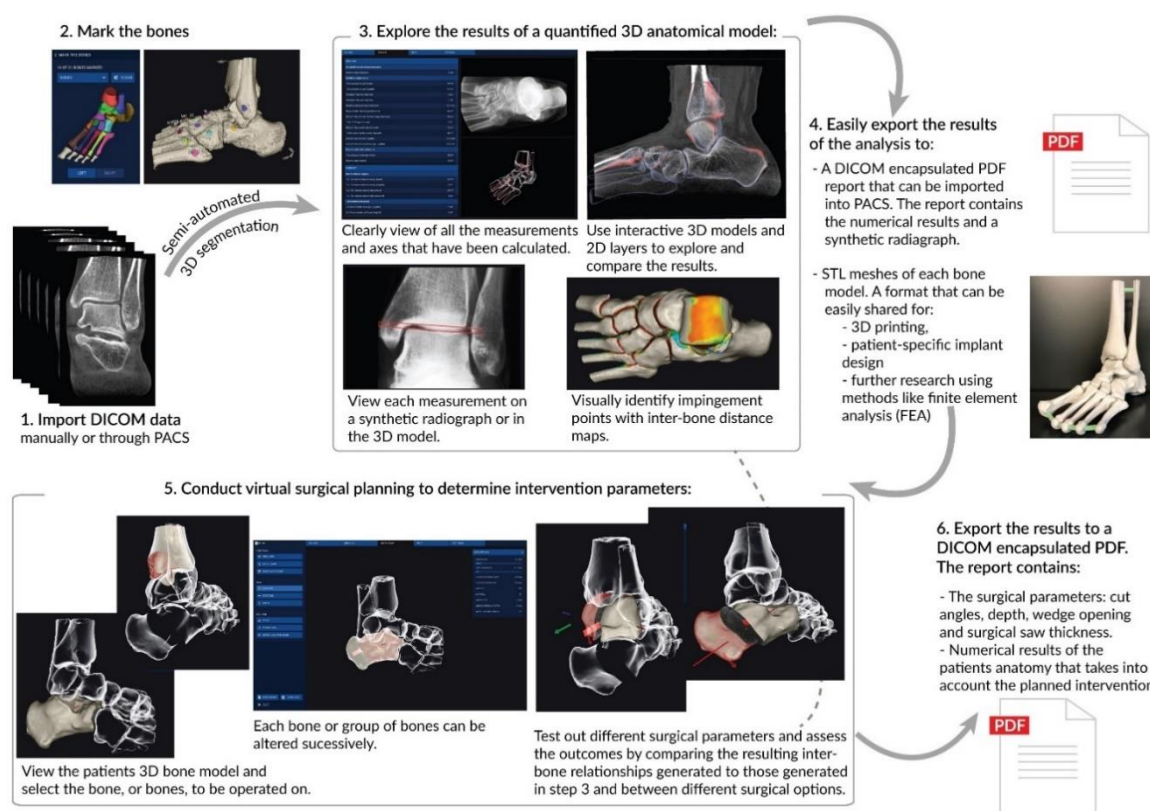 2. Mark the bones
Semi-automated
3D segmentation
1. Import DICOM data
manually or through PACS
3. Explore the results of a quantified 3D anatomical model:
Clearly view of all the measurements
and axes that have been calculated.
Use interactive 3D models and
2D layers to explore and
compare the results.
View each measurement on
a synthetic radiograph or in
the 3D model.
Visually identify impingement
points with inter-bone distance
maps.
4. Easily export the results
of the analysis to:
- A DICOM encapsulated PDF
report that can be imported
into PACS. The report contains
the numerical results and a
synthetic radiagraph.
- STL meshes of each bone
model. A format that can be
easily shared for:
- 3D printing,
- patient-specific implant
design
- further research using
methods like finite element
analysis (FEA)
PDF
5. Conduct virtual surgical planning to determine intervention parameters:
View the patients 3D bone model and
select the bone, or bones, to be operated on.
Each bone or group of bones can be
altered sucessively.
Test out different surgical parameters and assess
the outcomes by comparing the resulting inter-
bone relationships generated to those generated
in step 3 and between different surgical options.
6. Export the results to a
DICOM encapsulated PDF.
The report contains:
- The surgical parameters: cut
angles, depth, wedge opening
and surgical saw thickness.
- Numerical results of the
patients anatomy that takes into
account the planned intervention
PDF